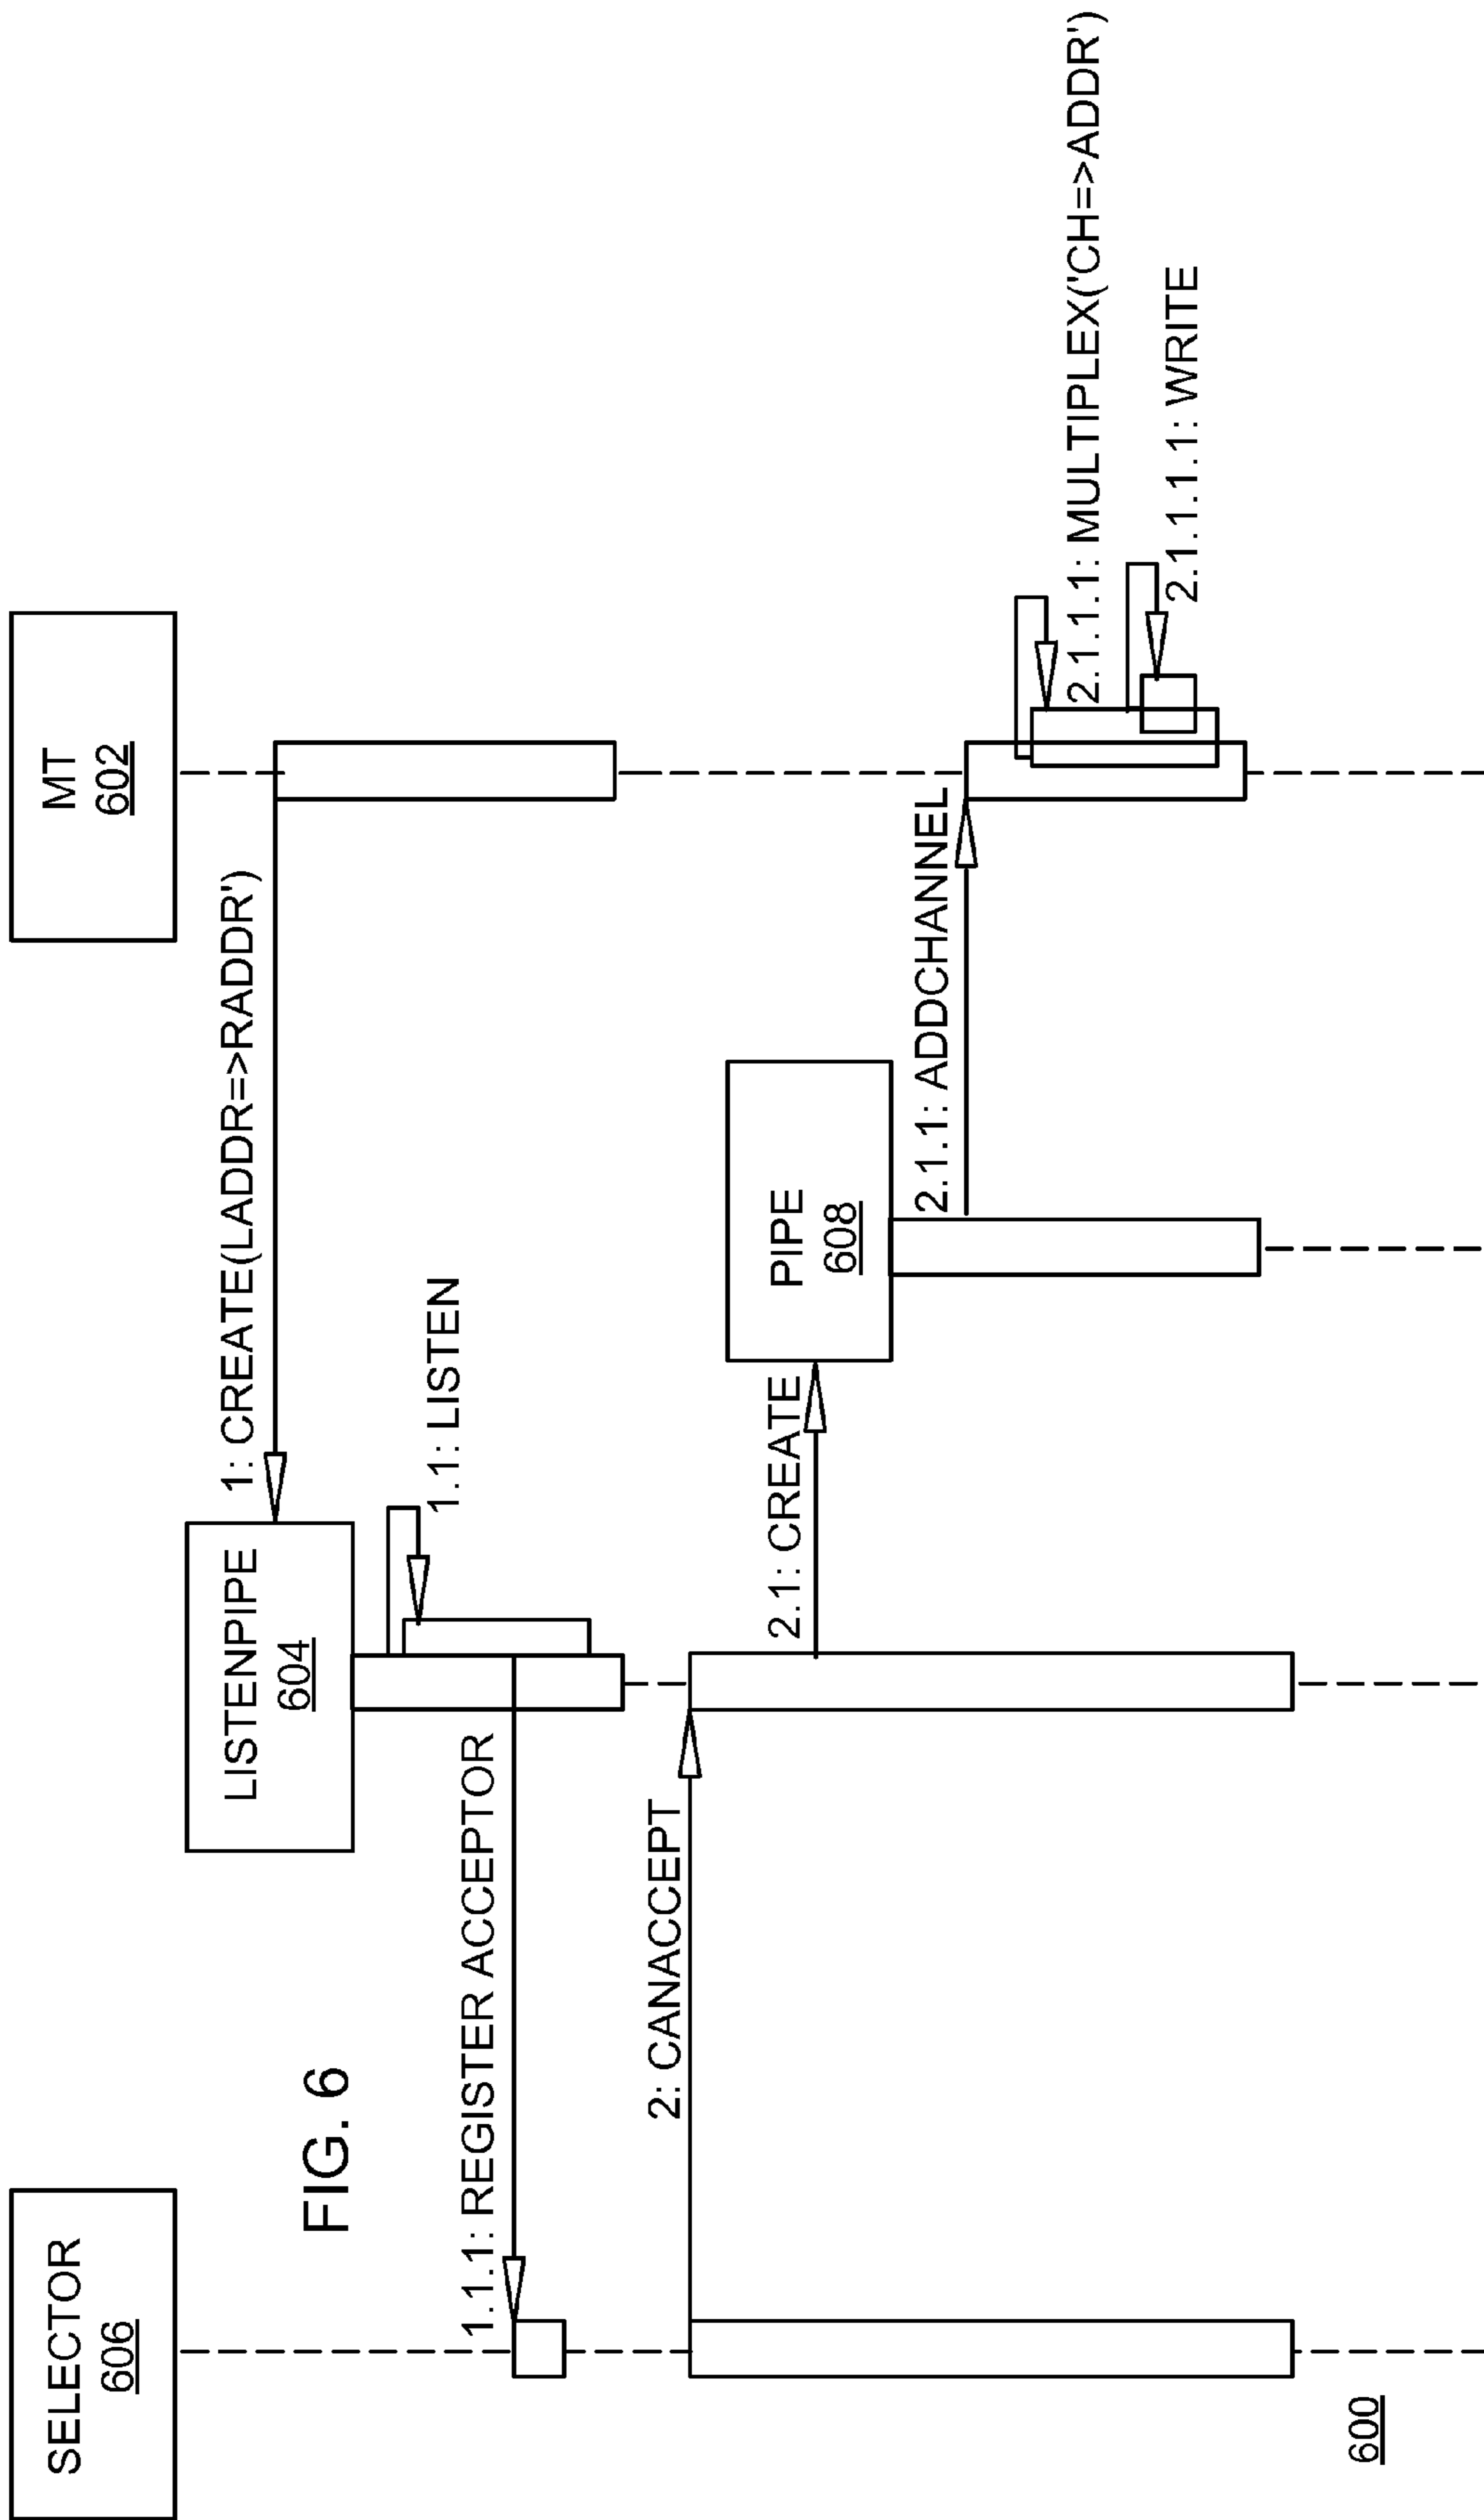 SELECTOR
606
MT
602
FIG. 6
LISTENPIPE
604
1: CREATE(LADDR=>RADDR')
1.1: LISTEN
1.1.1: REGISTER ACCEPTOR
2: CANACCEPT
2.1: CREATE
PIPE
608
2.1.1: ADDCHANNEL
2.1.1.1: MULTIPLEX('CH=>ADDR')
2.1.1.1.1: WRITE
600